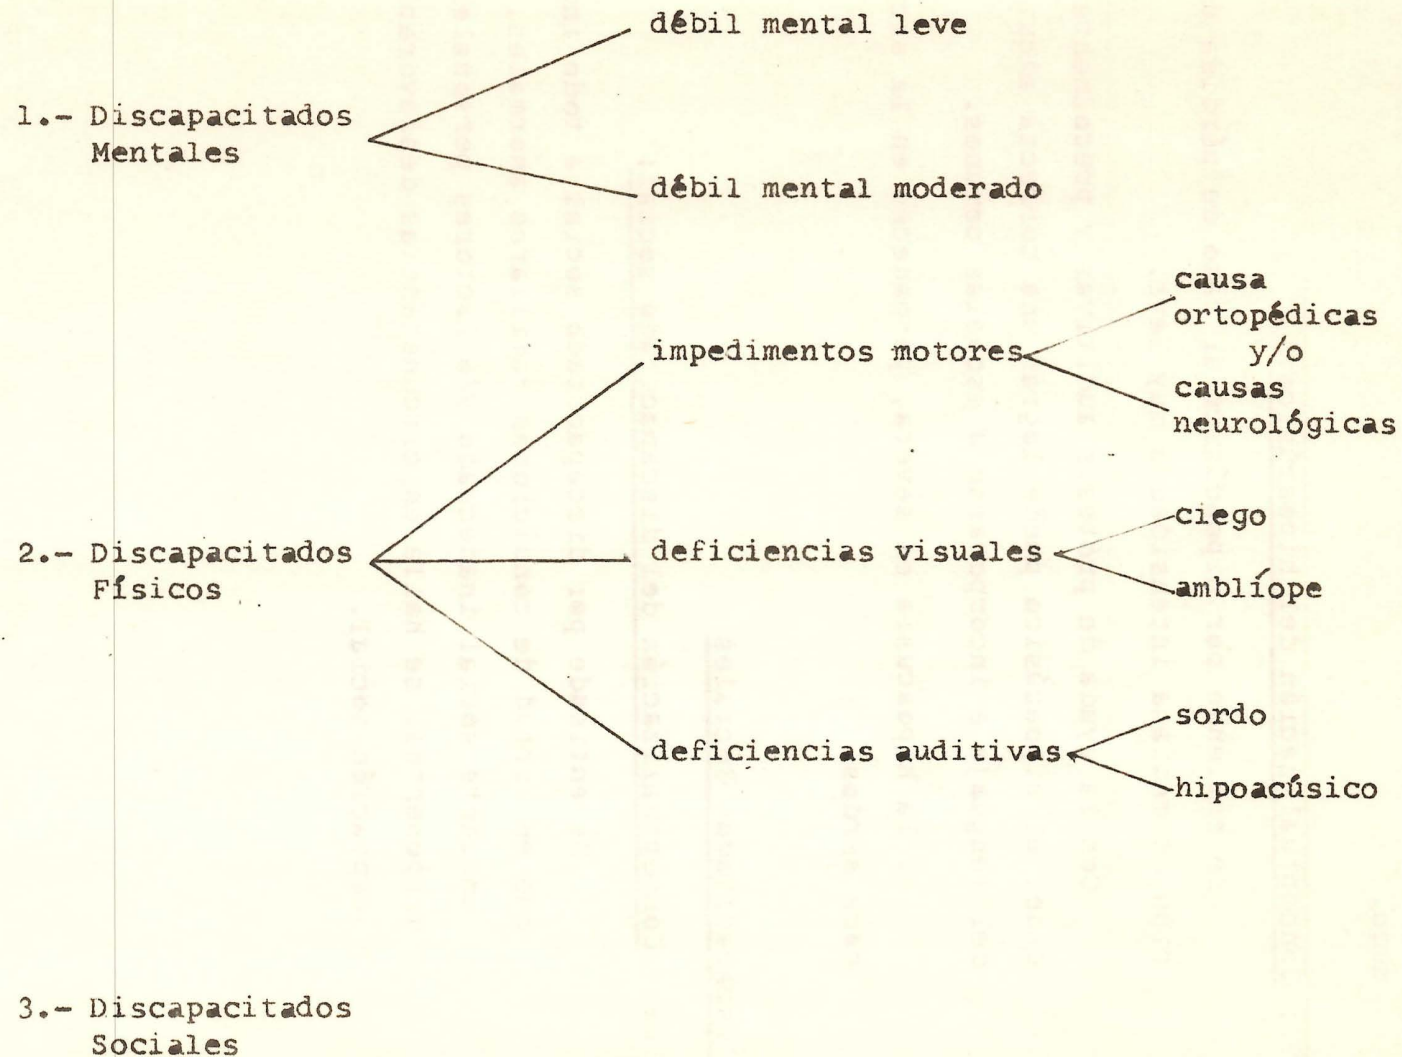 débil mental leve
1.- Discapacitados
Mentales
débil mental moderado
causa
ortopédicas
impedimentos motores
y/o
causas
neurológicas
ciego
2.- Discapacitados
Físicos
deficiencias visuales
amblíope
sordo
deficiencias auditivas
hipoacúsico
3.- Discapacitados
Sociales